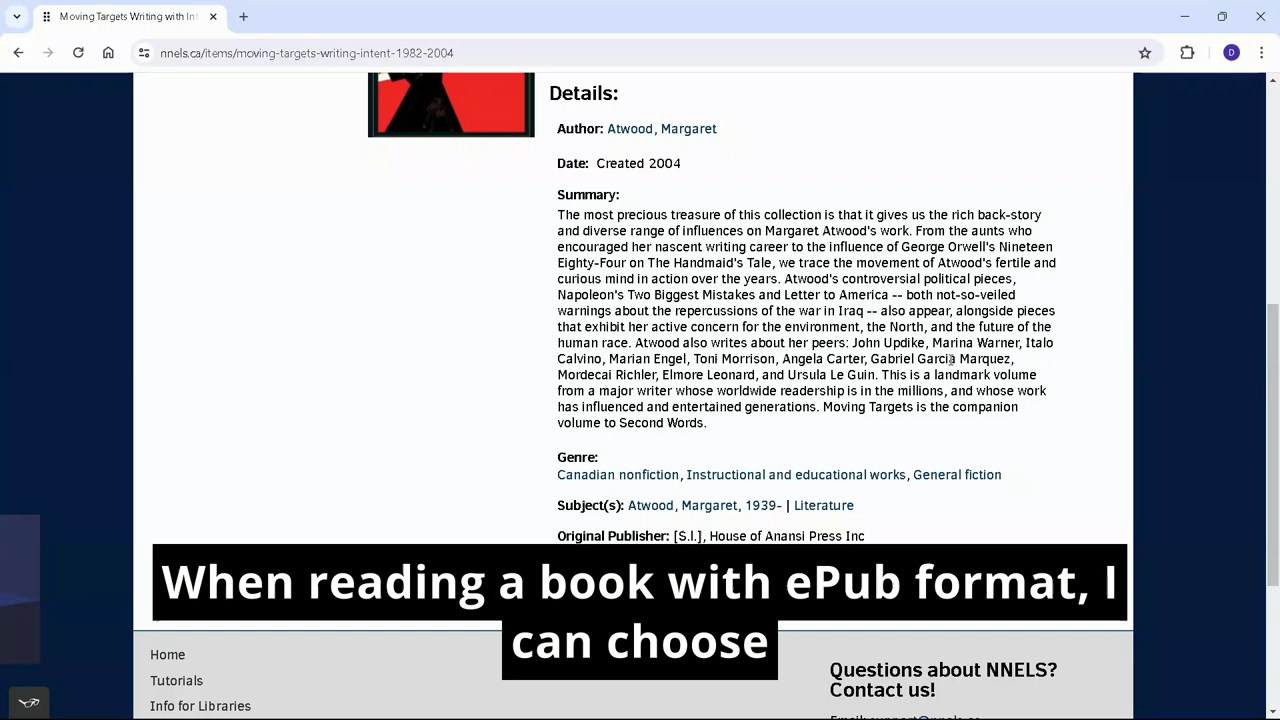 Moving Targets Writing with Int
nnels.ca/items/moving-targets-writing-intent-1982-2004
D
Details:
Author: Atwood, Margaret
Date: Created 2004
Summary:
The most precious treasure of this collection is that it gives us the rich back-story
and diverse range of influences on Margaret Atwood's work. From the aunts who
encouraged her nascent writing career to the influence of George Orwell's Nineteen
Eighty-Four on The Handmaid's Tale, we trace the movement of Atwood's fertile and
curious mind in action over the years. Atwood's controversial political pieces,
Napoleon's Two Biggest Mistakes and Letter to America -- both not-so-veiled
warnings about the repercussions of the war in Iraq -- also appear, alongside pieces
that exhibit her active concern for the environment, the North, and the future of the
human race. Atwood also writes about her peers: John Updike, Marina Warner, Italo
Calvino, Marian Engel, Toni Morrison, Angela Carter, Gabriel Garcia Marquez,
Mordecai Richler, Elmore Leonard, and Ursula Le Guin. This is a landmark volume
from a major writer whose worldwide readership is in the millions, and whose work
has influenced and entertained generations. Moving Targets is the companion
volume to Second Words.
Genre:
Canadian nonfiction, Instructional and educational works, General fiction
Subject(s): Atwood, Margaret, 1939- | Literature
Original Publisher: [S.l.], House of Anansi Press Inc
When reading a book with ePub format, I
can choose
Home
Tutorials
Info for Libraries
Questions about NNELS?
Contact us!